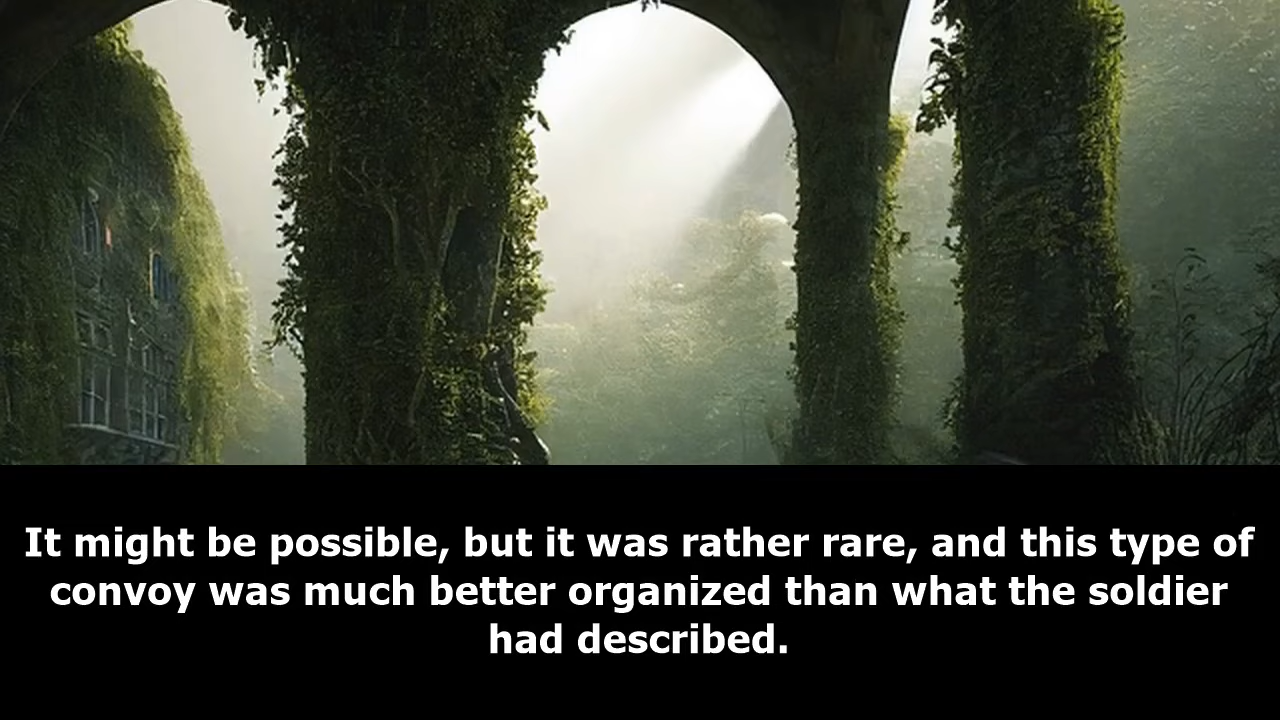 It might be possible, but it was rather rare, and this type of
convoy was much better organized than what the soldier
had described.